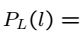 P_L(l) =